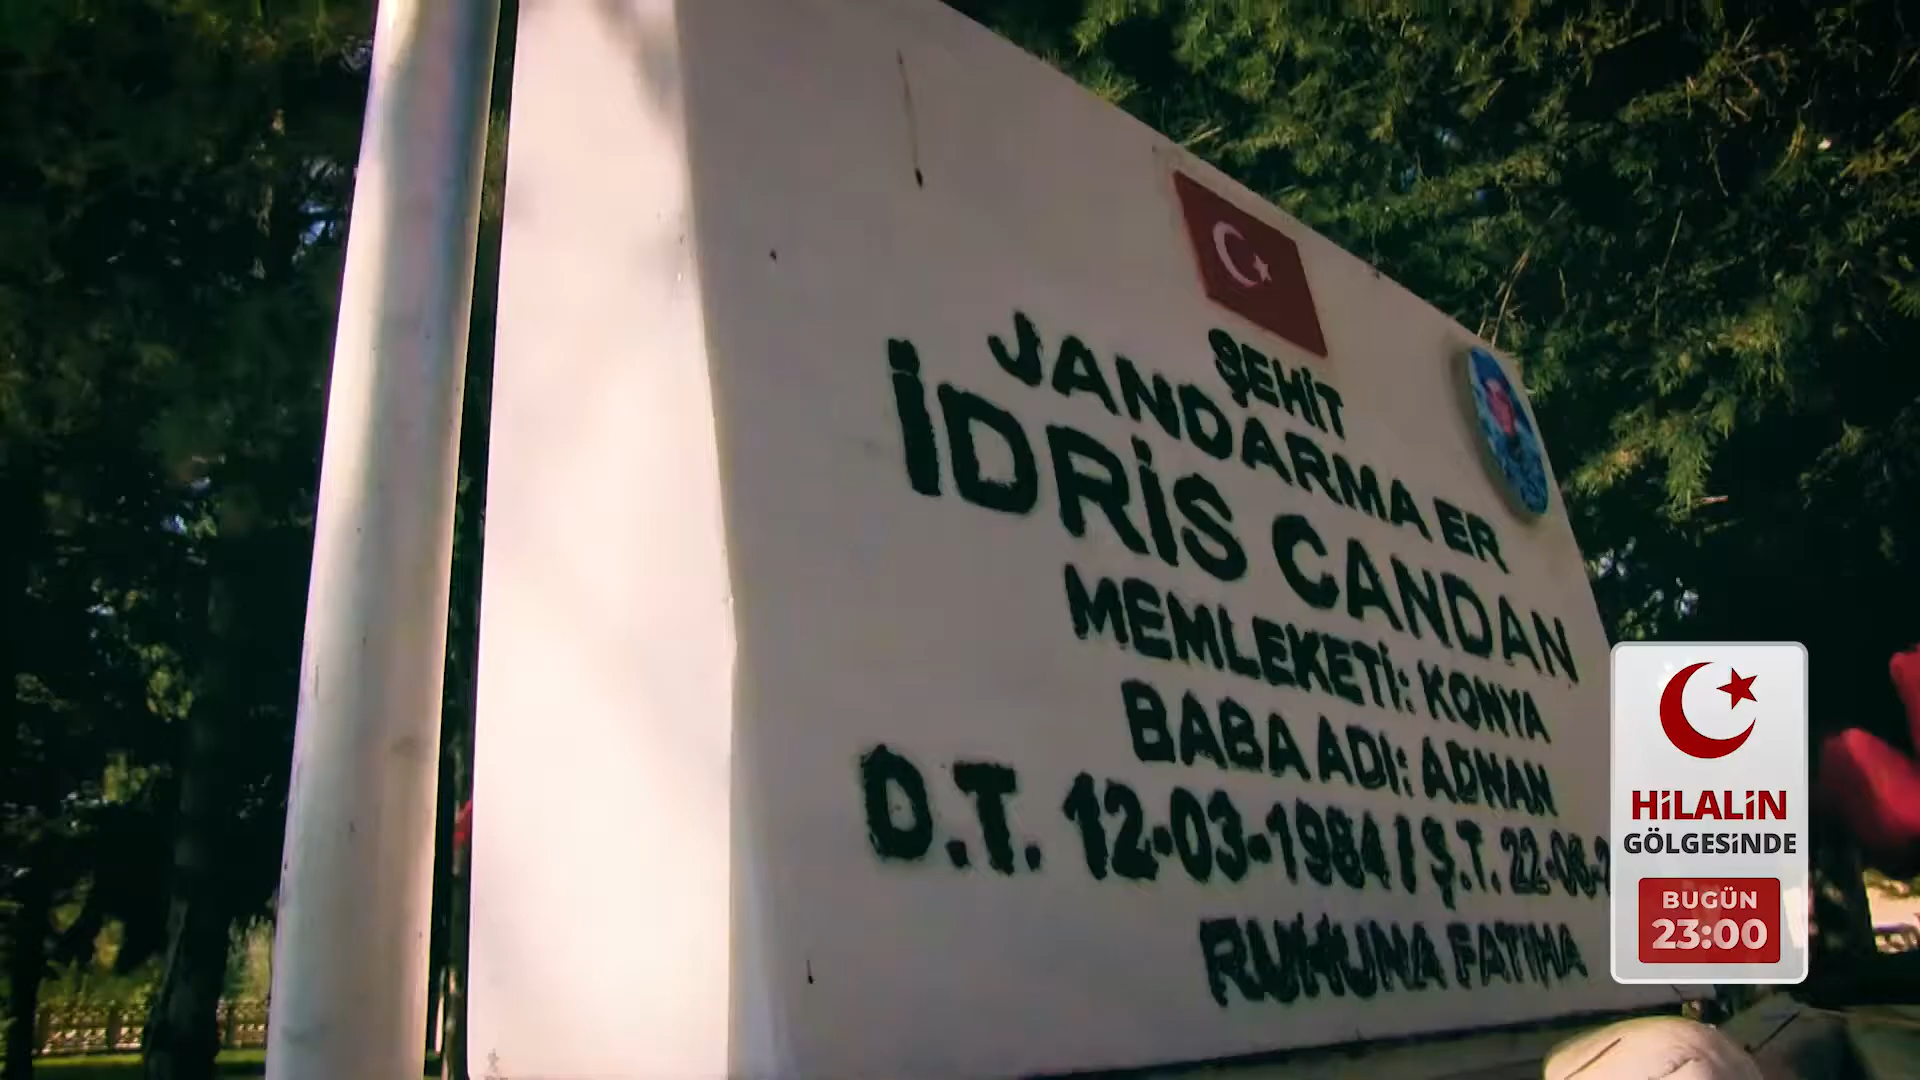 ŞEHİT
JANDARMA ER
İDRİS CANDAN
MEMLEKETİ: KONYA
BABA ADI: ADNAN
D.T. 12-03-1984 / Ş.T. 22-06-2
RUHUNA FATİHA
HİLALİN
GÖLGESİNDE
BUGÜN
23:00